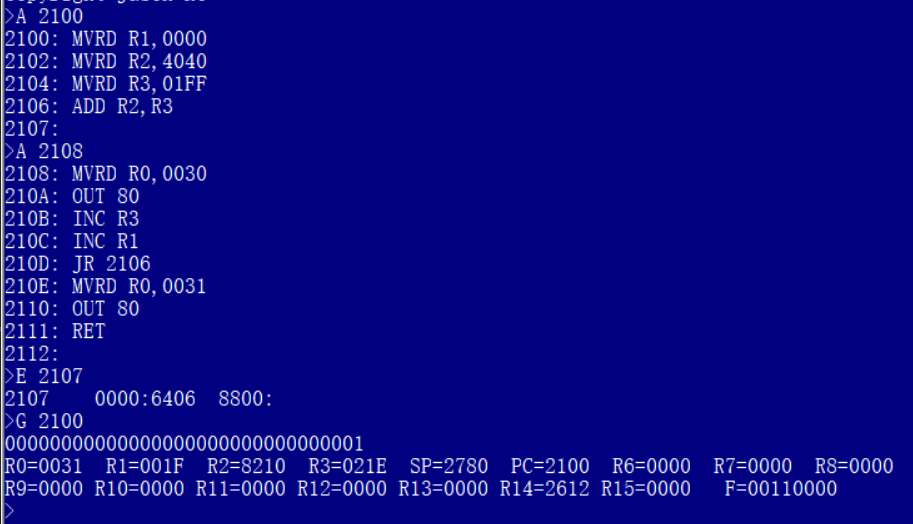 >A 2100
2100: MVRD R1,0000
2102: MVRD R2,4040
2104: MVRD R3,01FF
2106: ADD R2,R3
2107:
>A 2108
2108: MVRD R0,0030
210A: OUT 80
210B: INC R3
210C: INC R1
210D: JR 2106
210E: MVRD R0,0031
2110: OUT 80
2111: RET
2112:
>E 2107
2107    0000:6406  8800:
>G 2100
00000000000000000000000000000001
R0=0031  R1=001F  R2=8210  R3=021E  SP=2780  PC=2100  R6=0000  R7=0000  R8=0000
R9=0000 R10=0000 R11=0000 R12=0000 R13=0000 R14=2612 R15=0000   F=00110000
>